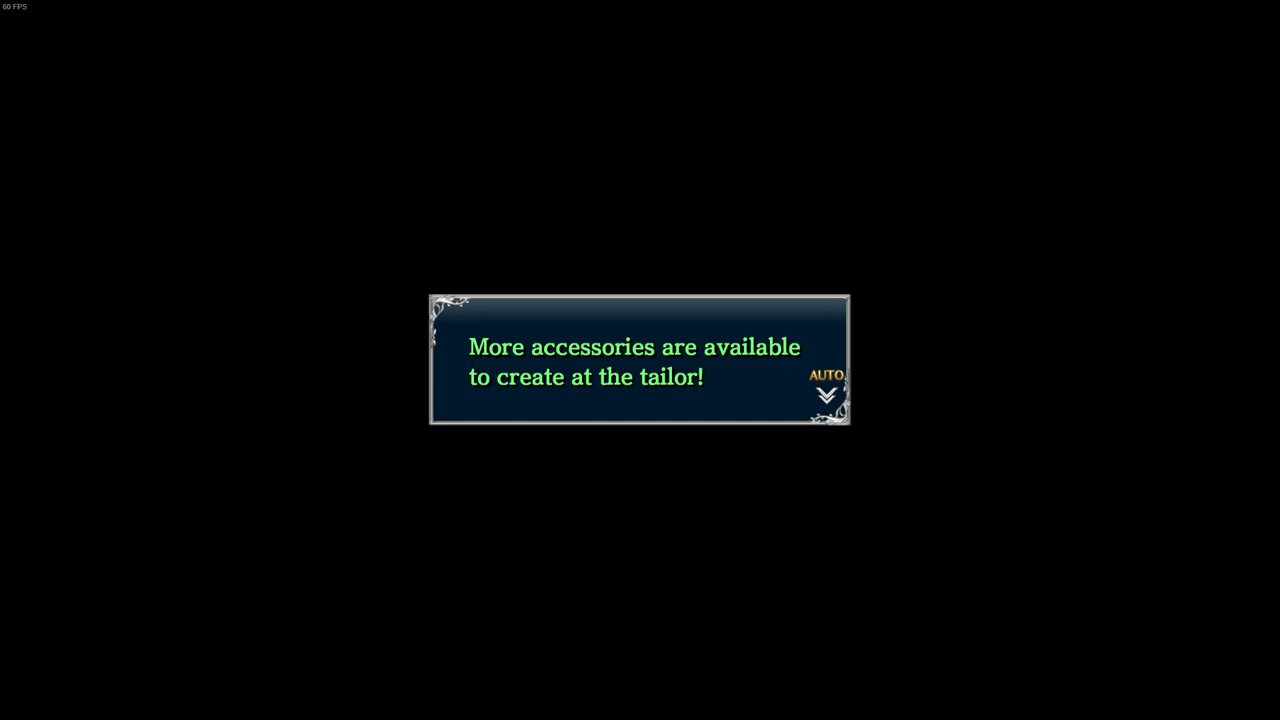 60 FPS
More accessories are available
to create at the tailor!
AUTO